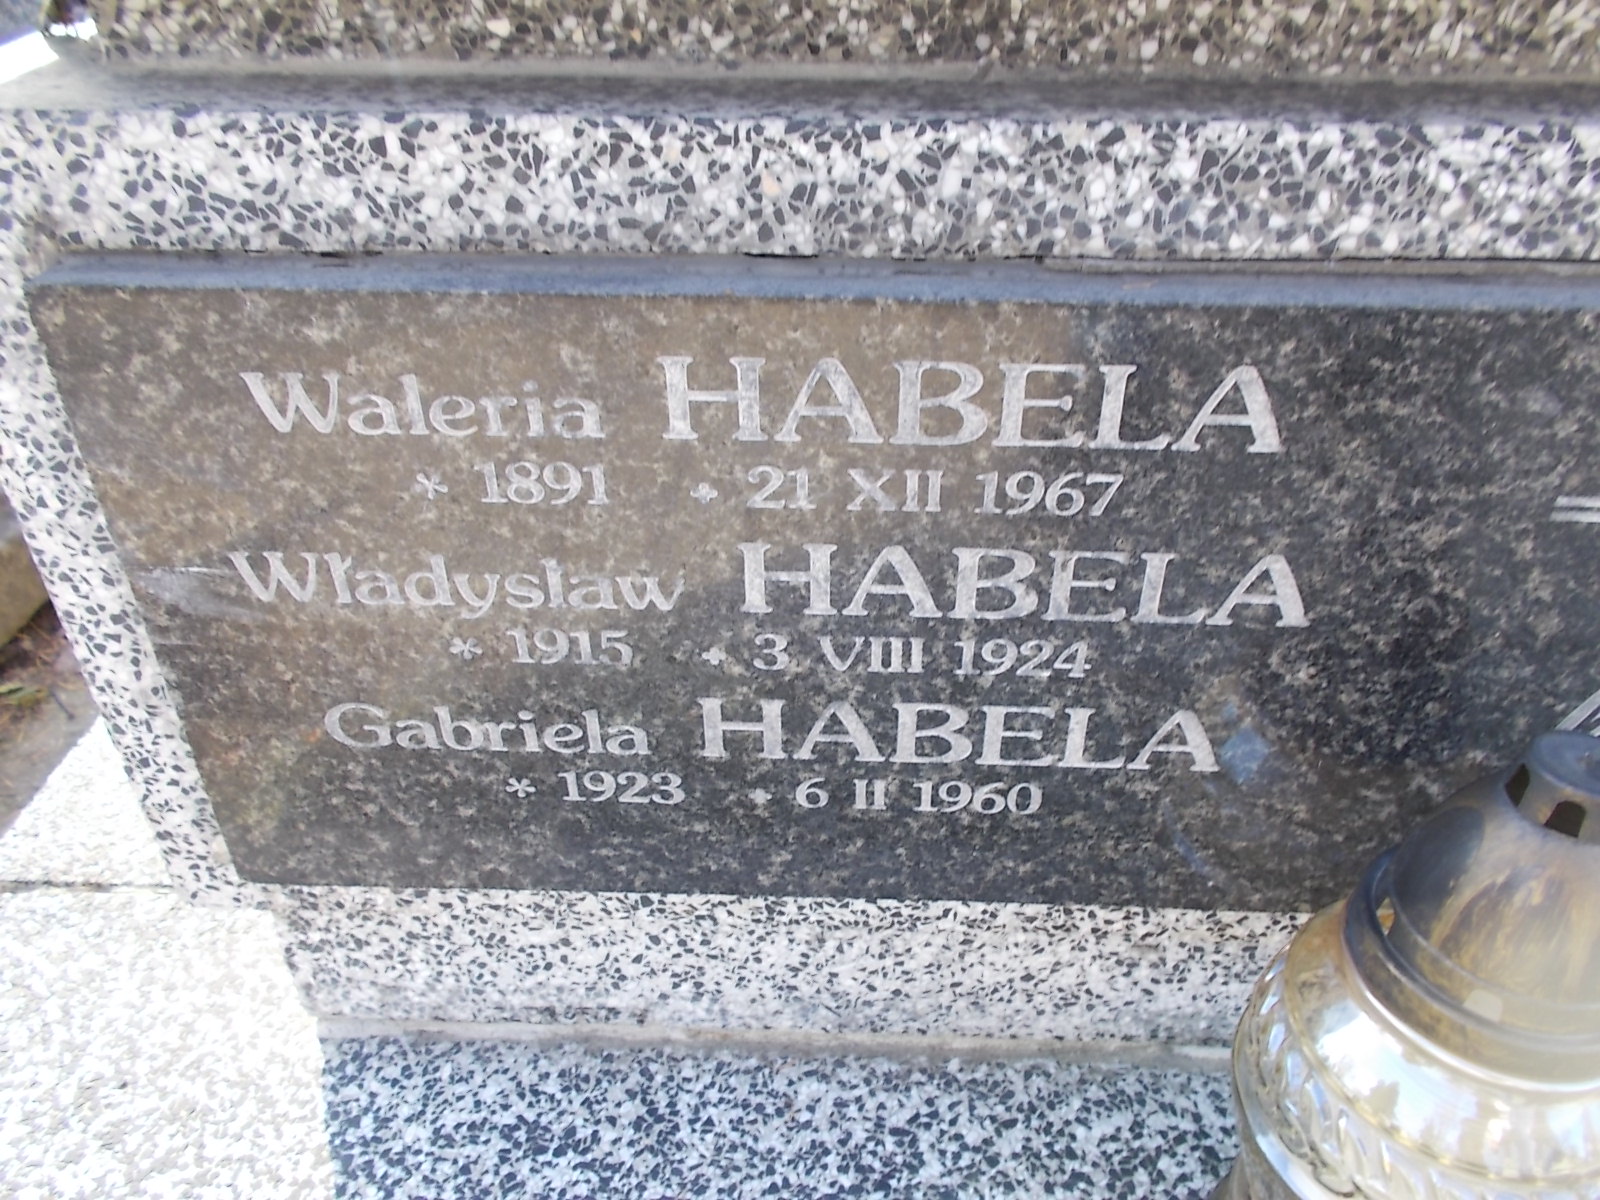 Waleria HABELA
* 1891 + 21 XII 1967
Władysław HABELA
* 1915 + 3 VIII 1924
Gabriela HABELA
* 1923 + 6 II 1960